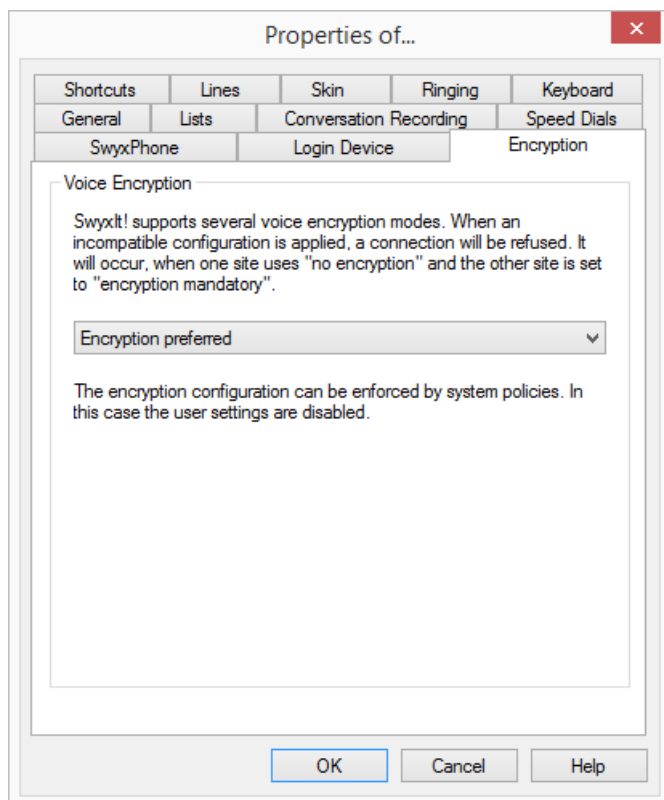 Properties of...
Shortcuts Lines Skin Ringing Keyboard
General Lists Conversation Recording Speed Dials
SwyxPhone Login Device Encryption
Voice Encryption
SwyxIt! supports several voice encryption modes. When an
incompatible configuration is applied, a connection will be refused. It
will occur, when one site uses "no encryption" and the other site is set
to "encryption mandatory".
Encryption preferred
The encryption configuration can be enforced by system policies. In
this case the user settings are disabled.
OK Cancel Help